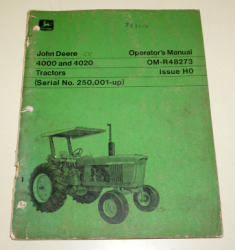 John Deere
4000 and 4020
Tractors
(Serial No. 250,001-up)
Operator's Manual
OM-R48273
Issue H0